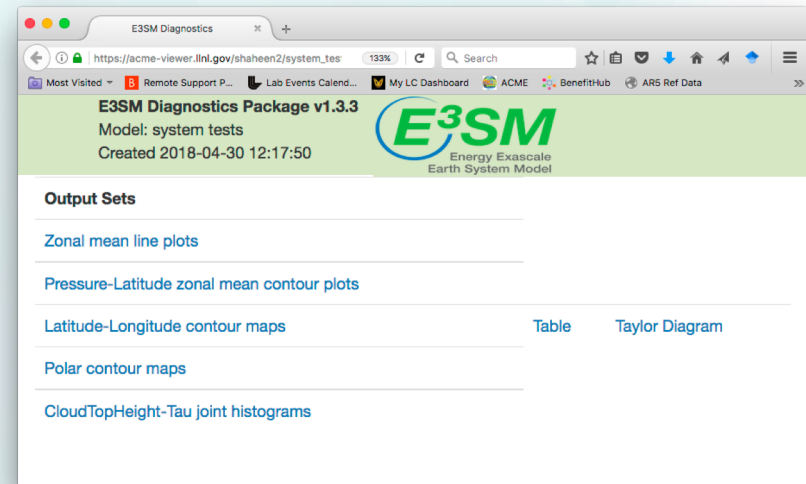 E3SM Diagnostics
https://acme-viewer.llnl.gov/shaheen2/system_tes
133%
Search
Most Visited
Remote Support P...
Lab Events Calend...
My LC Dashboard
ACME
BenefitHub
AR5 Ref Data
E3SM Diagnostics Package v1.3.3
Model: system tests
Created 2018-04-30 12:17:50
E³SM
Energy Exascale
Earth System Model
Output Sets
Zonal mean line plots
Pressure-Latitude zonal mean contour plots
Latitude-Longitude contour maps Table Taylor Diagram
Polar contour maps
CloudTopHeight-Tau joint histograms